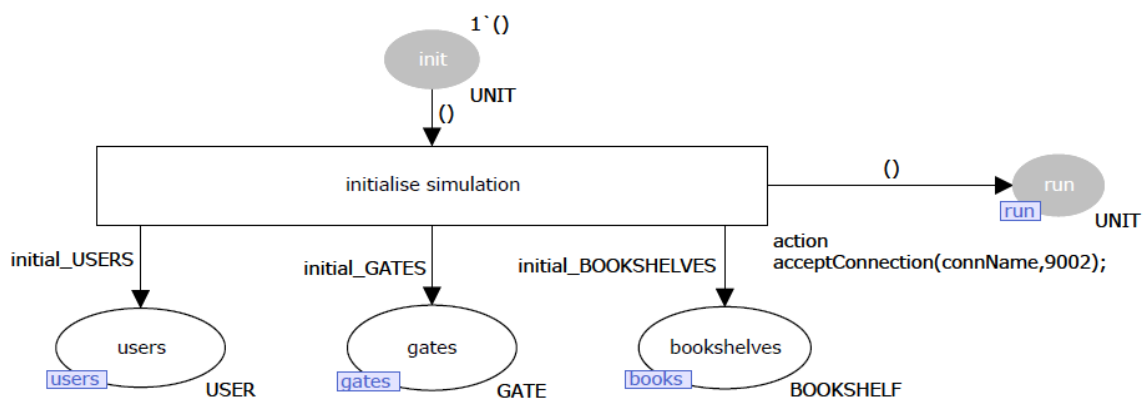 1`()
init
UNIT
()
initialise simulation
()
run
run
UNIT
initial_USERS
initial_GATES
initial_BOOKSHELVES
action
acceptConnection(connName,9002);
users
users
USER
gates
gates
GATE
bookshelves
books
BOOKSHELF